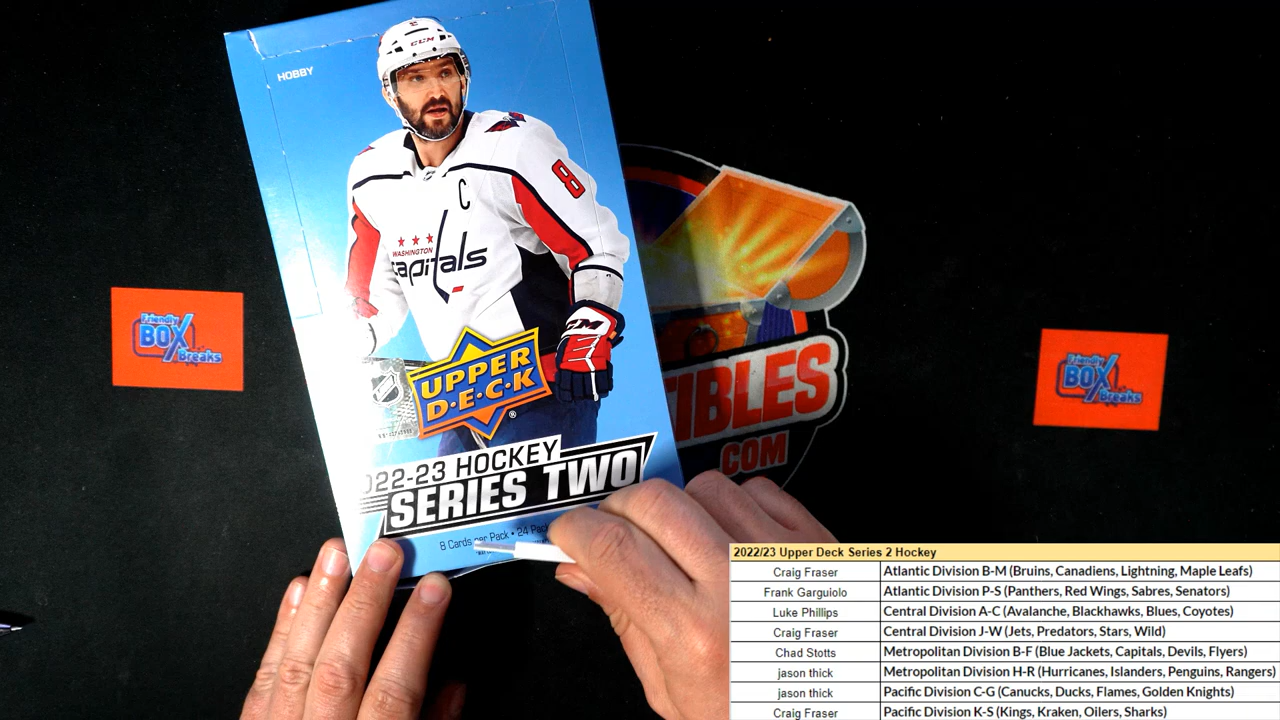 HOBBY
CCM
8
C
WASHINGTON
capitals
CCM
UPPER
D·E·C·K
®
022-23 HOCKEY
SERIES TWO
8 Cards per Pack • 24 Pack
Friendly
BOX
Breaks
TIBLES
COM
Friendly
BOX
Breaks
2022/23 Upper Deck Series 2 Hockey
Craig Fraser Atlantic Division B-M (Bruins, Canadiens, Lightning, Maple Leafs)
Frank Garguiolo Atlantic Division P-S (Panthers, Red Wings, Sabres, Senators)
Luke Phillips Central Division A-C (Avalanche, Blackhawks, Blues, Coyotes)
Craig Fraser Central Division J-W (Jets, Predators, Stars, Wild)
Chad Stotts Metropolitan Division B-F (Blue Jackets, Capitals, Devils, Flyers)
jason thick Metropolitan Division H-R (Hurricanes, Islanders, Penguins, Rangers)
jason thick Pacific Division C-G (Canucks, Ducks, Flames, Golden Knights)
Craig Fraser Pacific Division K-S (Kings, Kraken, Oilers, Sharks)